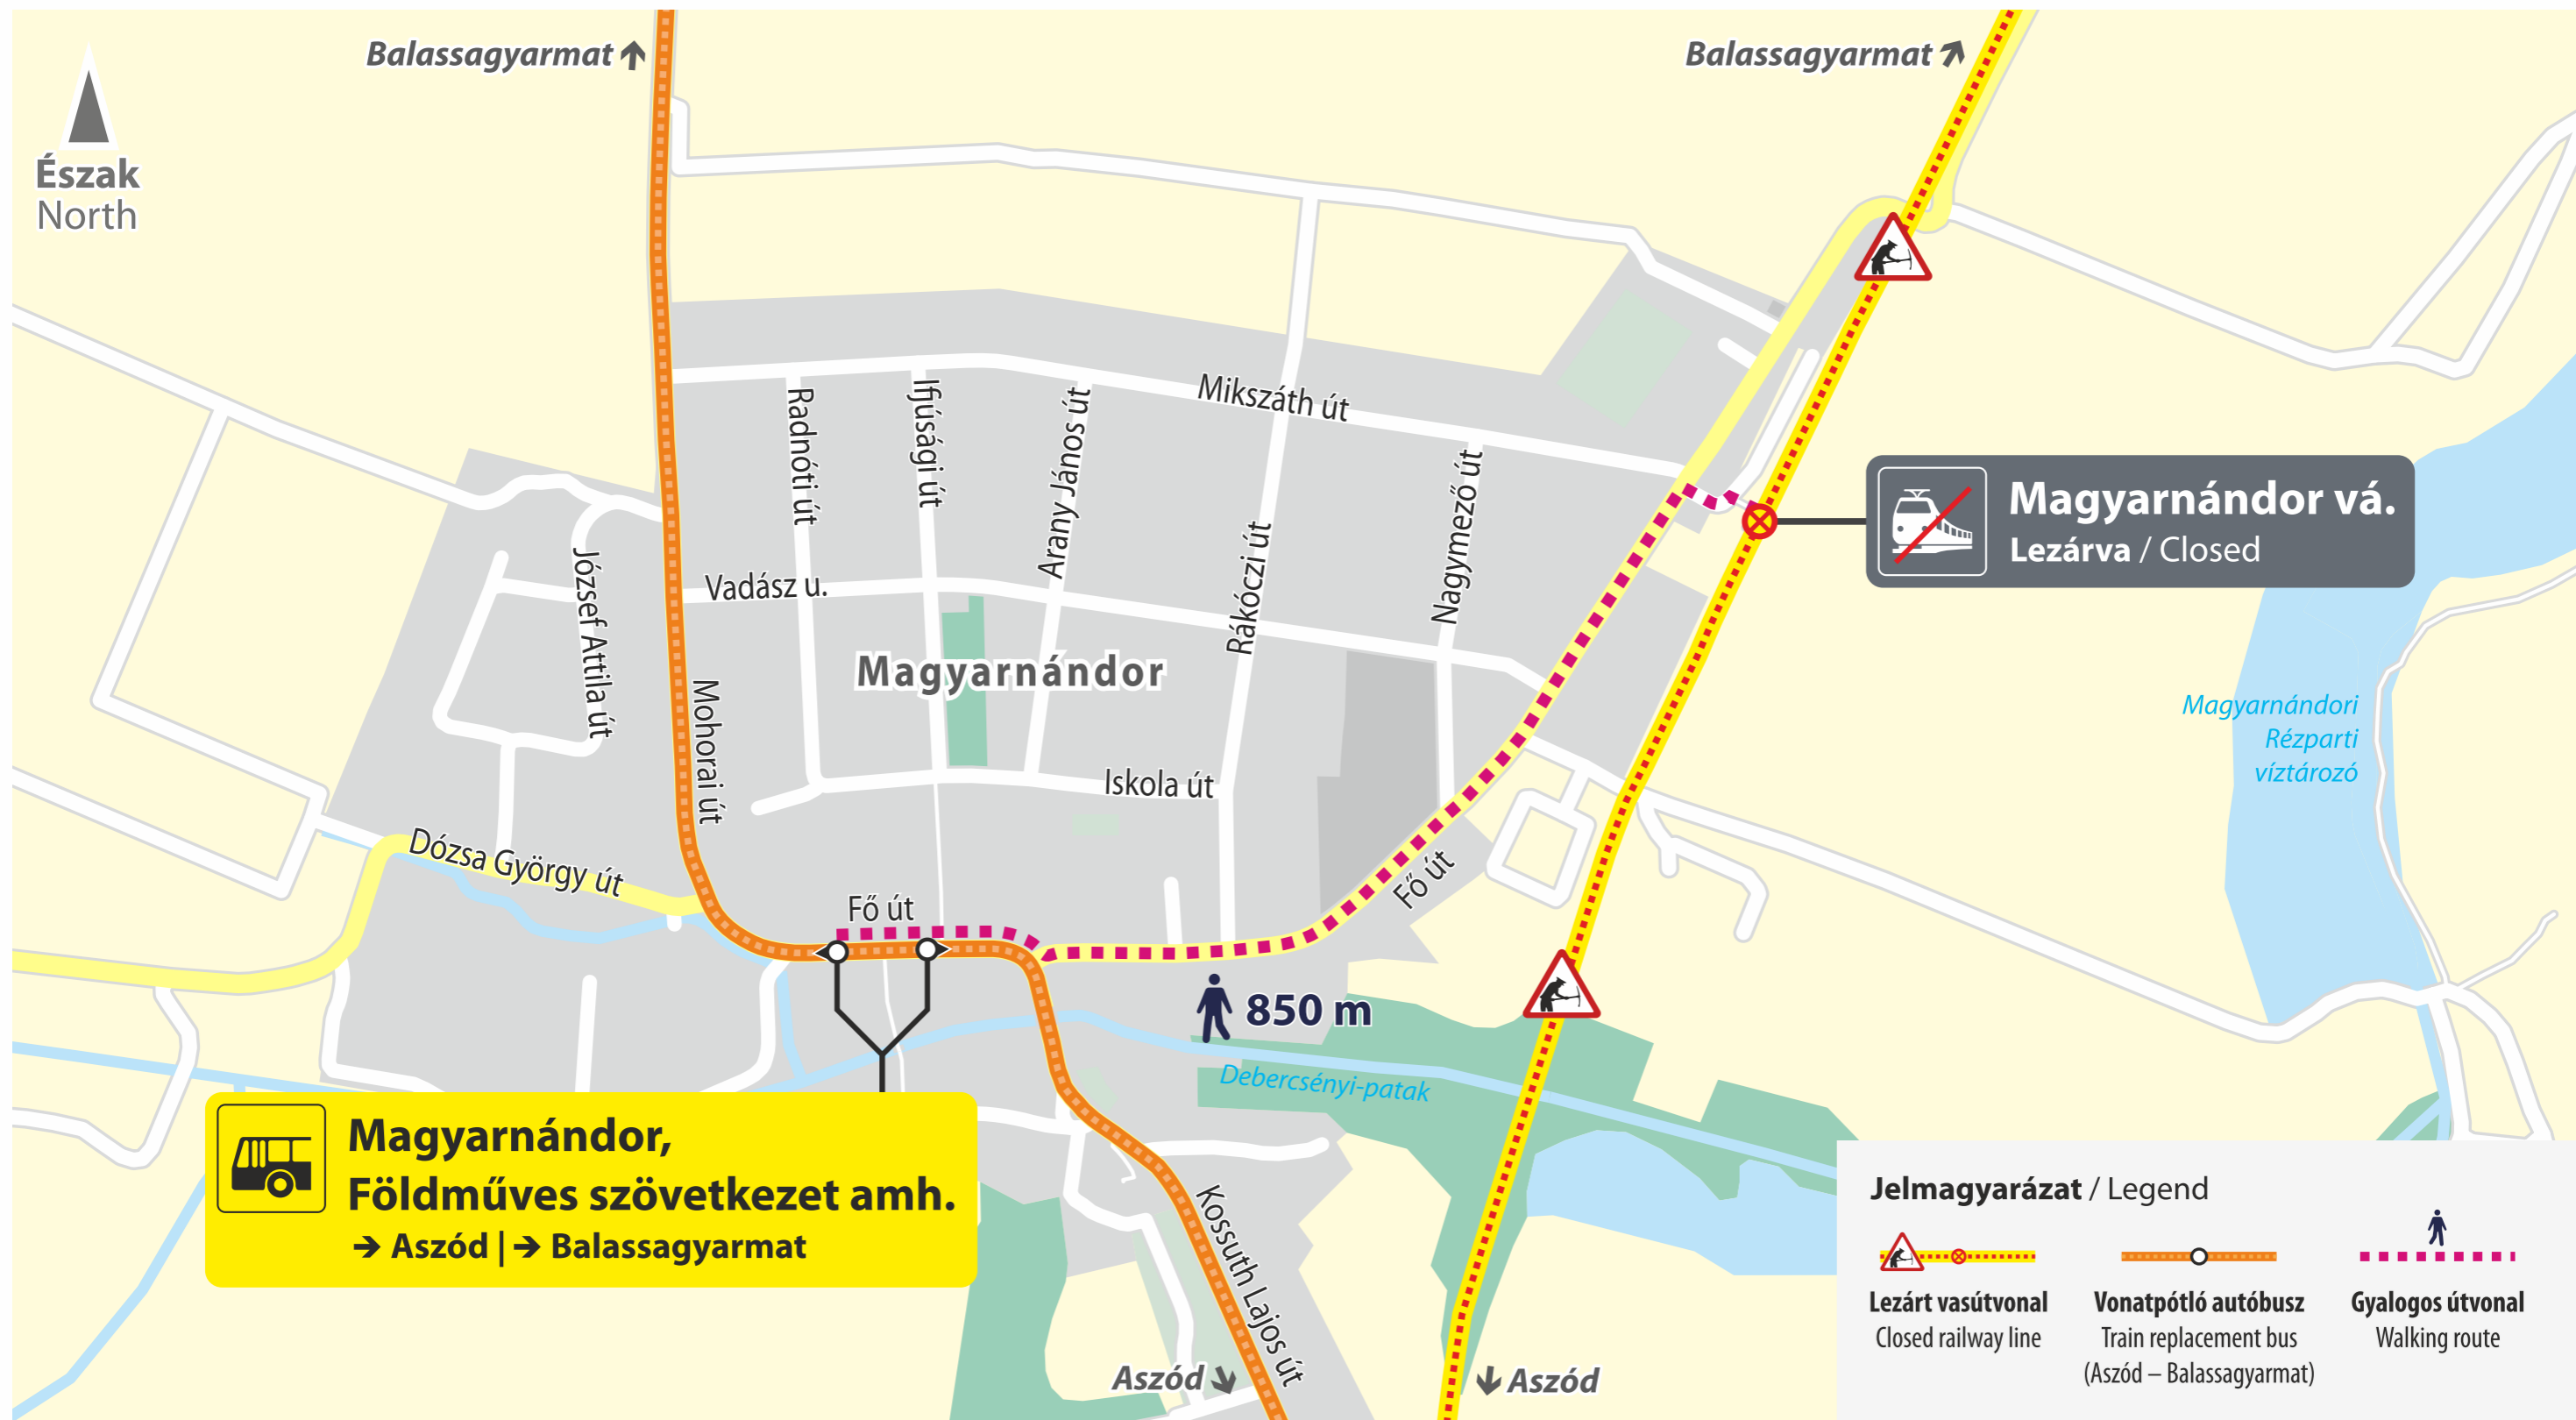 Balassagyarmat
Balassagyarmat
Észak
North
Mikszáth út
Radnóti út
Ifjúsági út
Arany János út
Rákóczi út
Nagymező út
Magyarnándor vá.
Lezárva / Closed
József Attila út
Vadász u.
Magyarnándor
Mohorai út
Iskola út
Magyarnándori
Rézparti
víztározó
Dózsa György út
Fő út
Fő út
850 m
Debercsényi-patak
Magyarnándor,
Földműves szövetkezet amh.
→ Aszód | → Balassagyarmat
Kossuth Lajos út
Aszód
Aszód
Jelmagyarázat / Legend
Lezárt vasútvonal
Closed railway line
Vonatpótló autóbusz
Train replacement bus
(Aszód – Balassagyarmat)
Gyalogos útvonal
Walking route